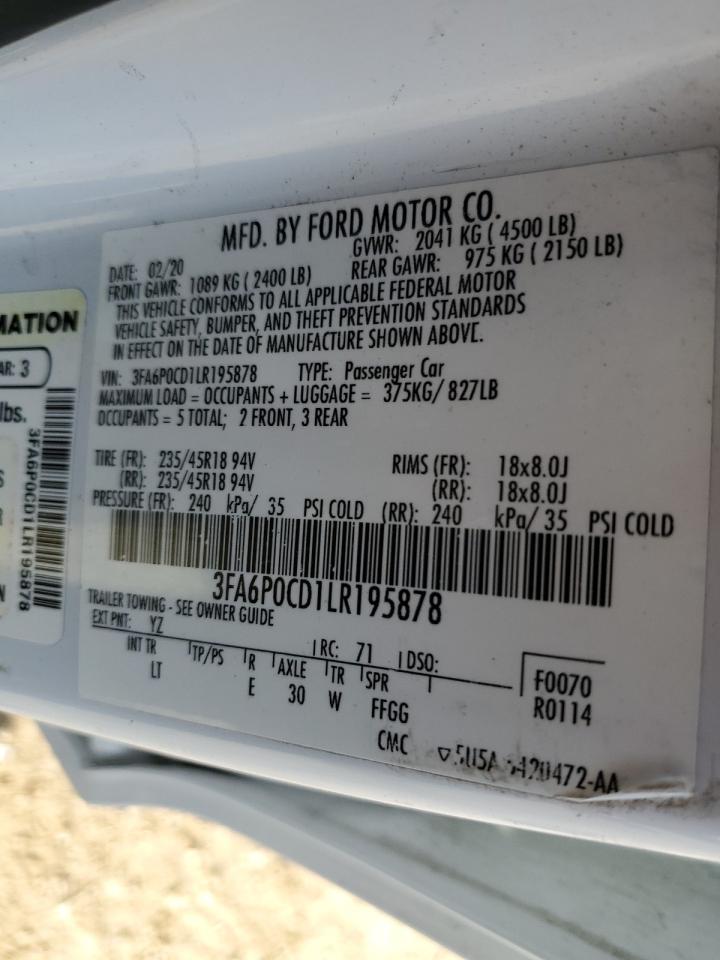 MFD. BY FORD MOTOR CO.
DATE: 02/20 GVWR: 2041 KG ( 4500 LB)
FRONT GAWR: 1089 KG ( 2400 LB) REAR GAWR: 975 KG ( 2150 LB)
THIS VEHICLE CONFORMS TO ALL APPLICABLE FEDERAL MOTOR
VEHICLE SAFETY, BUMPER, AND THEFT PREVENTION STANDARDS
IN EFFECT ON THE DATE OF MANUFACTURE SHOWN ABOVE.
VIN: 3FA6P0CD1LR195878 TYPE: Passenger Car
MAXIMUM LOAD = OCCUPANTS + LUGGAGE = 375KG/ 827LB
OCCUPANTS = 5 TOTAL; 2 FRONT, 3 REAR
TIRE (FR): 235/45R18 94V RIMS (FR): 18x8.0J
(RR): 235/45R18 94V (RR): 18x8.0J
PRESSURE (FR): 240 kPa/ 35 PSI COLD (RR): 240 kPa/ 35 PSI COLD
3FA6P0CD1LR195878
TRAILER TOWING - SEE OWNER GUIDE
EXT PNT: YZ RC: 71 DSO:
INT TR TP/PS R AXLE TR SPR F0070
LT E 30 W FFGG R0114
CMC
MATION
AR: 3
lbs.
3FA6P0CD1LR195878